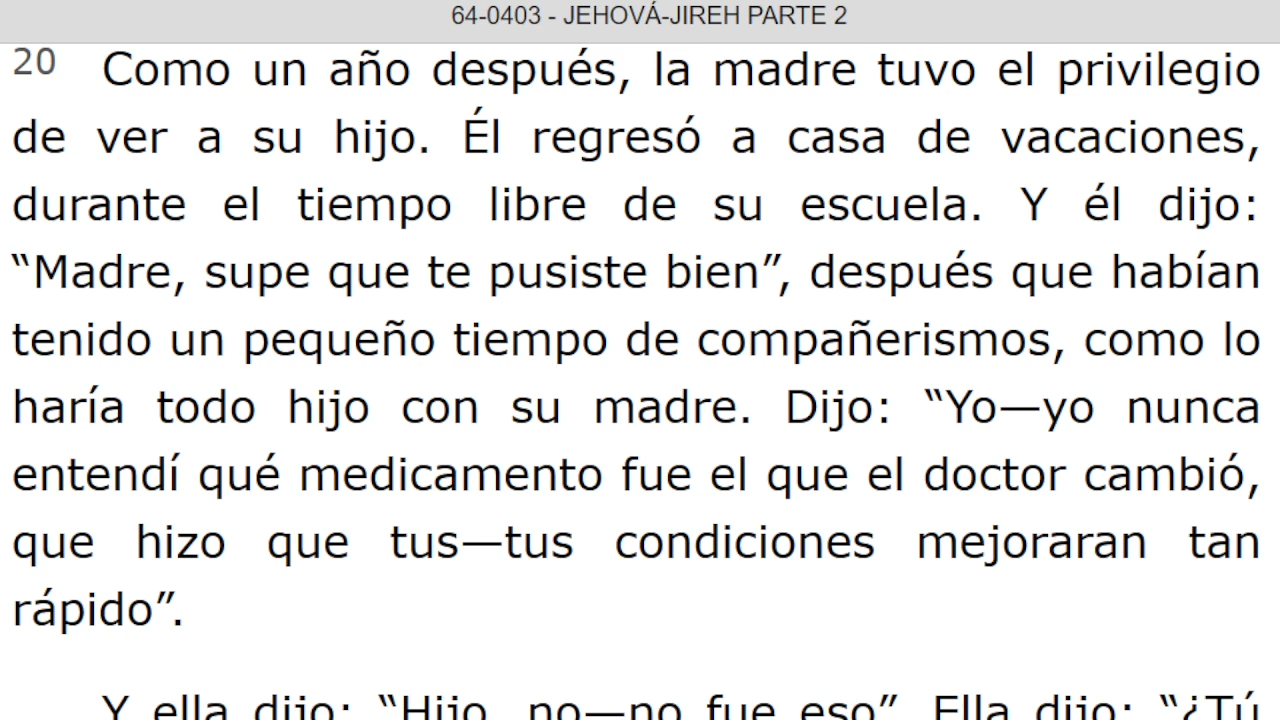 64-0403 - JEHOVÁ-JIREH PARTE 2
20 Como un año después, la madre tuvo el privilegio
de ver a su hijo. Él regresó a casa de vacaciones,
durante el tiempo libre de su escuela. Y él dijo:
“Madre, supe que te pusiste bien”, después que habían
tenido un pequeño tiempo de compañerismos, como lo
haría todo hijo con su madre. Dijo: “Yo—yo nunca
entendí qué medicamento fue el que el doctor cambió,
que hizo que tus—tus condiciones mejoraran tan
rápido”.
Y ella dijo: “Hijo, no—no fue eso”. Ella dijo: “¿Tú